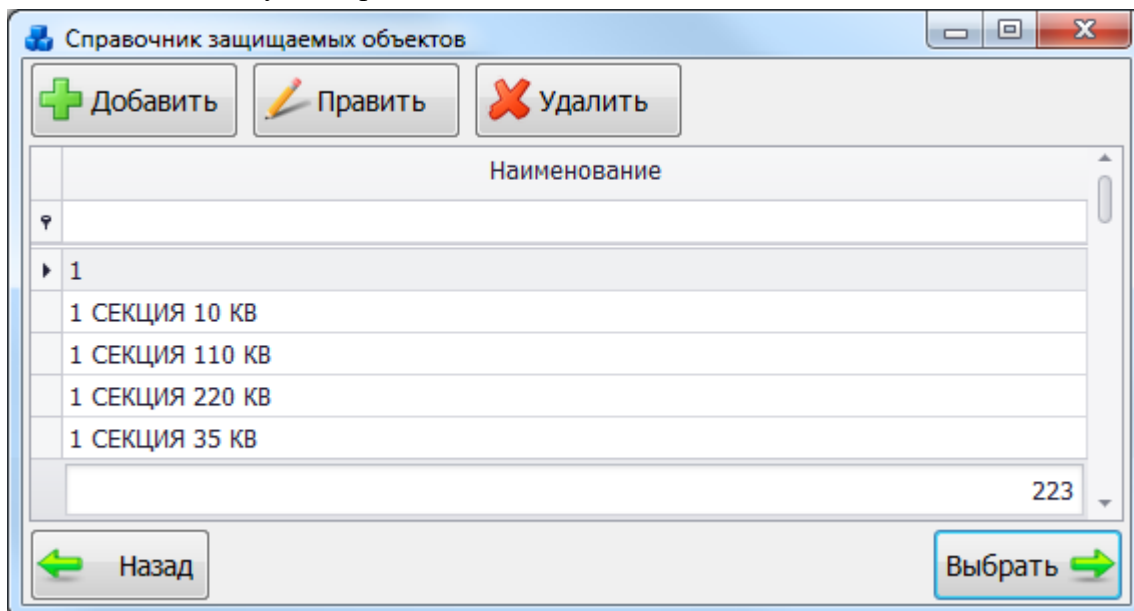 Справочник защищаемых объектов
Добавить Править Удалить
Наименование
1
1 СЕКЦИЯ 10 КВ
1 СЕКЦИЯ 110 КВ
1 СЕКЦИЯ 220 КВ
1 СЕКЦИЯ 35 КВ
223
Назад Выбрать